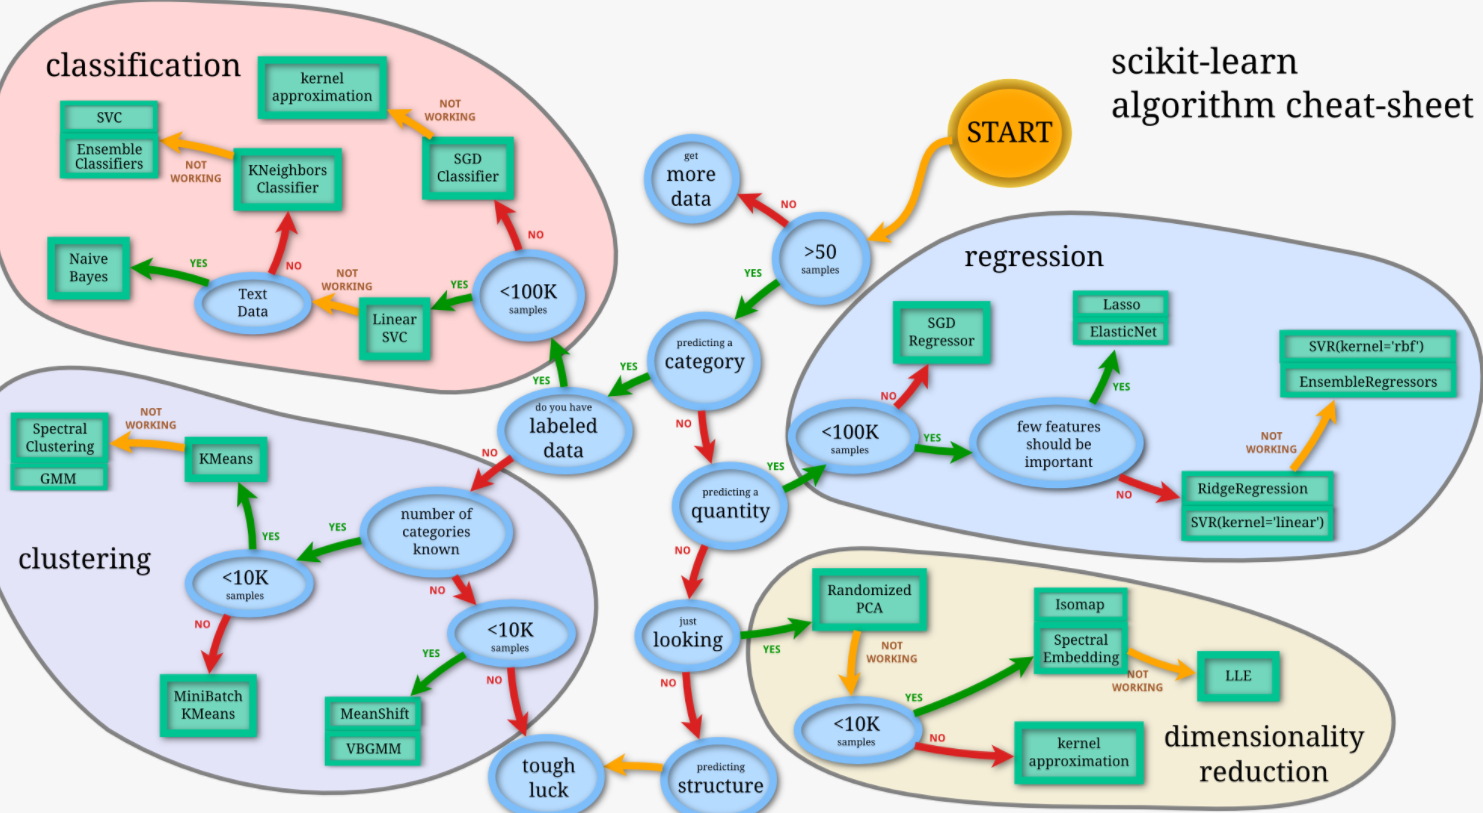 scikit-learn
algorithm cheat-sheet
START
>50
samples
NO
get
more
data
YES
predicting a
category
YES
do you have
labeled
data
YES
classification
<100K
samples
NO
SGD
Classifier
NOT
WORKING
kernel
approximation
YES
Linear
SVC
NOT
WORKING
Text
Data
YES
Naive
Bayes
NO
KNeighbors
Classifier
NOT
WORKING
SVC
Ensemble
Classifiers
NO
clustering
number of
categories
known
YES
<10K
samples
YES
KMeans
NOT
WORKING
Spectral
Clustering
GMM
NO
MiniBatch
KMeans
NO
<10K
samples
YES
MeanShift
VBGMM
NO
tough
luck
NO
predicting a
quantity
YES
regression
<100K
samples
NO
SGD
Regressor
YES
few features
should be
important
YES
Lasso
ElasticNet
NO
RidgeRegression
SVR(kernel='linear')
NOT
WORKING
SVR(kernel='rbf')
EnsembleRegressors
NO
just
looking
YES
dimensionality
reduction
Randomized
PCA
NOT
WORKING
<10K
samples
YES
Isomap
Spectral
Embedding
NOT
WORKING
LLE
NO
kernel
approximation
NO
predicting
structure